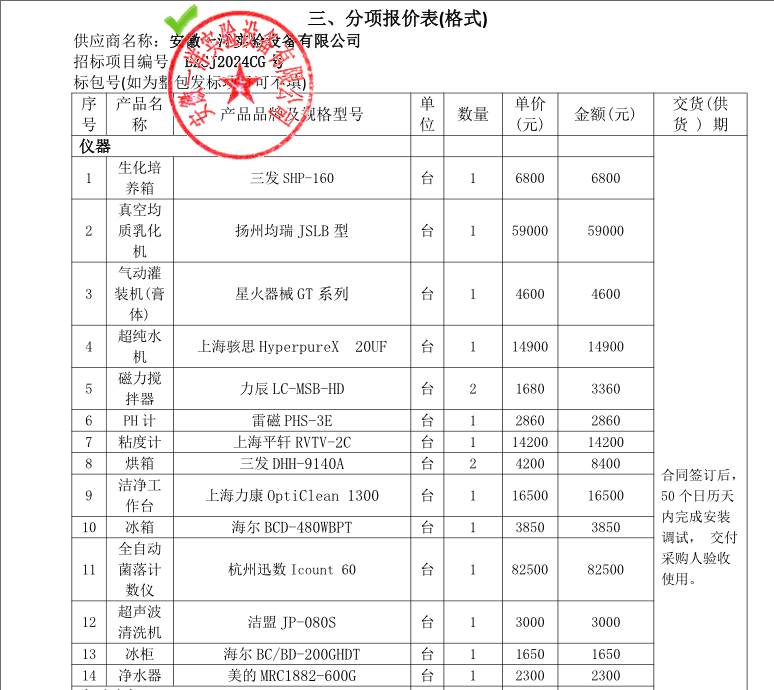 三、分项报价表(格式)
供应商名称：安徽一 实验设备有限公司
招标项目编号 2024CG 号
标包号(如为整包发标 可不填)
序号 产品名称 产品品牌及规格型号 单位 数量 单价(元) 金额(元) 交货(供货 ) 期
仪器
1 生化培养箱 三发 SHP-160 台 1 6800 6800
2 真空均质乳化机 扬州均瑞 JSLB 型 台 1 59000 59000
3 气动灌装机(膏体) 星火器械 GT 系列 台 1 4600 4600
4 超纯水机 上海骇思 HyperpureX 20UF 台 1 14900 14900
5 磁力搅拌器 力辰 LC-MSB-HD 台 2 1680 3360
6 PH 计 雷磁 PHS-3E 台 1 2860 2860
7 粘度计 上海平轩 RVTV-2C 台 1 14200 14200
8 烘箱 三发 DHH-9140A 台 2 4200 8400
9 洁净工作台 上海力康 OptiClean 1300 台 1 16500 16500
10 冰箱 海尔 BCD-480WBPT 台 1 3850 3850
11 全自动菌落计数仪 杭州迅数 Icount 60 台 1 82500 82500
12 超声波清洗机 洁盟 JP-080S 台 1 3000 3000
13 冰柜 海尔 BC/BD-200GHDT 台 1 1650 1650
14 净水器 美的 MRC1882-600G 台 1 2300 2300
合同签订后，
50 个日历天
内完成安装
调试， 交付
采购人验收
使用。